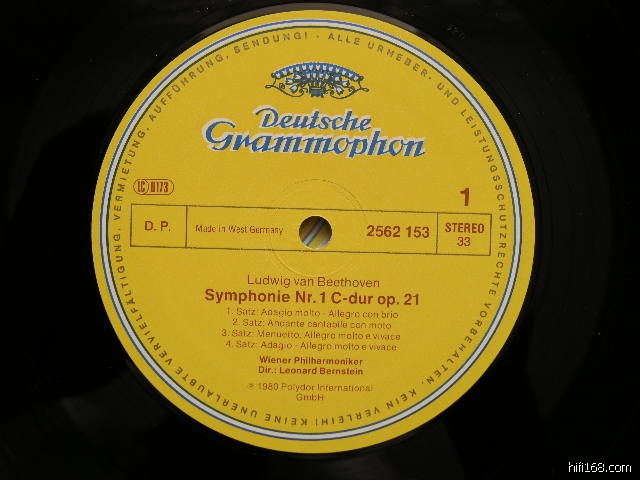 ALLE URHEBER- UND LEISTUNGSSCHUTZRECHTE VORBEHALTEN · KEIN VERLEIH! KEINE UNERLAUBTE VERVIELFÄLTIGUNG, VERMIETUNG, AUFFÜHRUNG, SENDUNG! -
Deutsche
Grammophon
LC 0173
1
D. P.
Made in West Germany
2562 153
STEREO
33
Ludwig van Beethoven
Symphonie Nr. 1 C-dur op. 21
1. Satz: Adagio molto - Allegro con brio
2. Satz: Andante cantabile con moto
3. Satz: Menuetto. Allegro molto e vivace
4. Satz: Adagio - Allegro molto e vivace
Wiener Philharmoniker
Dir.: Leonard Bernstein
℗ 1980 Polydor International
GmbH
hifi168.com